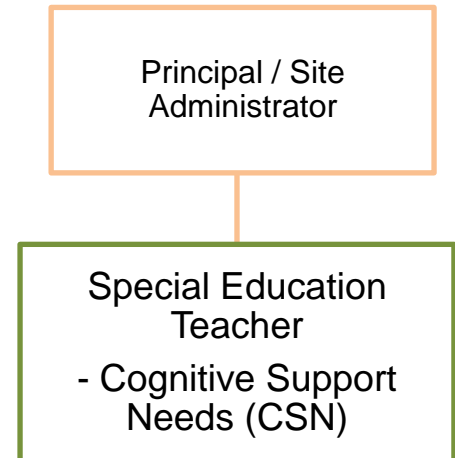 Principal / Site
Administrator
Special Education
Teacher
- Cognitive Support
Needs (CSN)